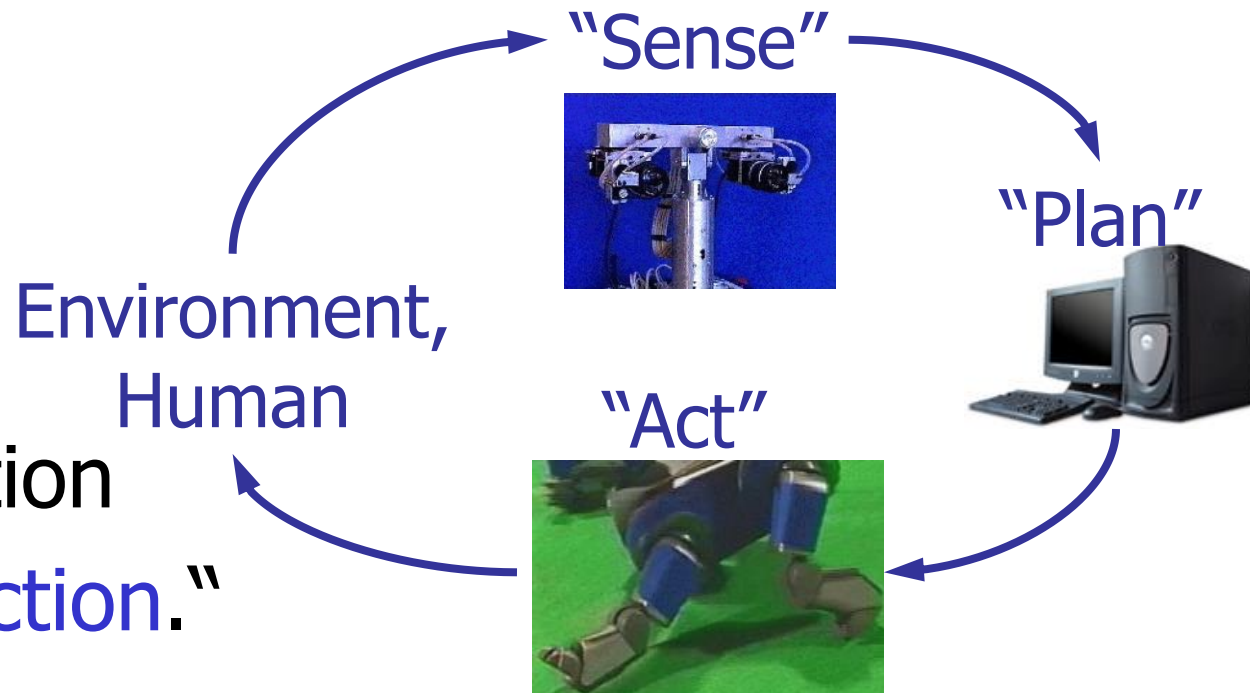 “Sense”
“Plan”
Environment,
Human
“Act”
tion
ction.“